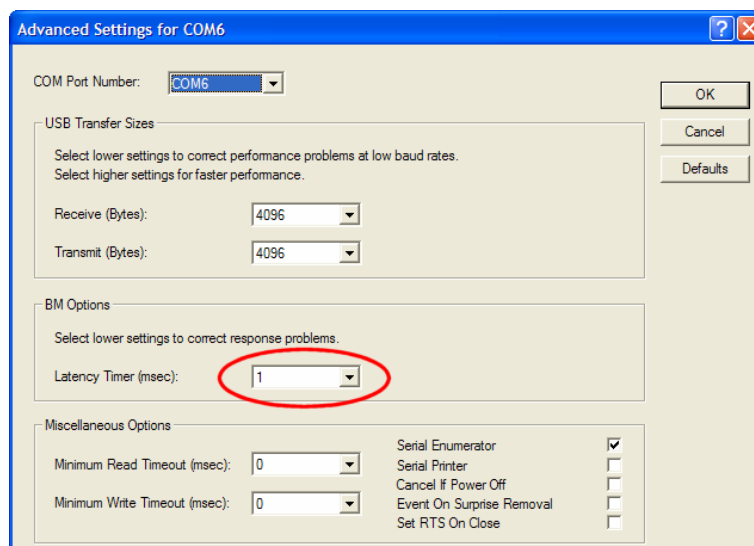 Advanced Settings for COM6
COM Port Number: COM6
OK
Cancel
Defaults
USB Transfer Sizes
Select lower settings to correct performance problems at low baud rates.
Select higher settings for faster performance.
Receive (Bytes): 4096
Transmit (Bytes): 4096
BM Options
Select lower settings to correct response problems.
Latency Timer (msec): 1
Miscellaneous Options
Minimum Read Timeout (msec): 0
Minimum Write Timeout (msec): 0
Serial Enumerator
Serial Printer
Cancel If Power Off
Event On Surprise Removal
Set RTS On Close